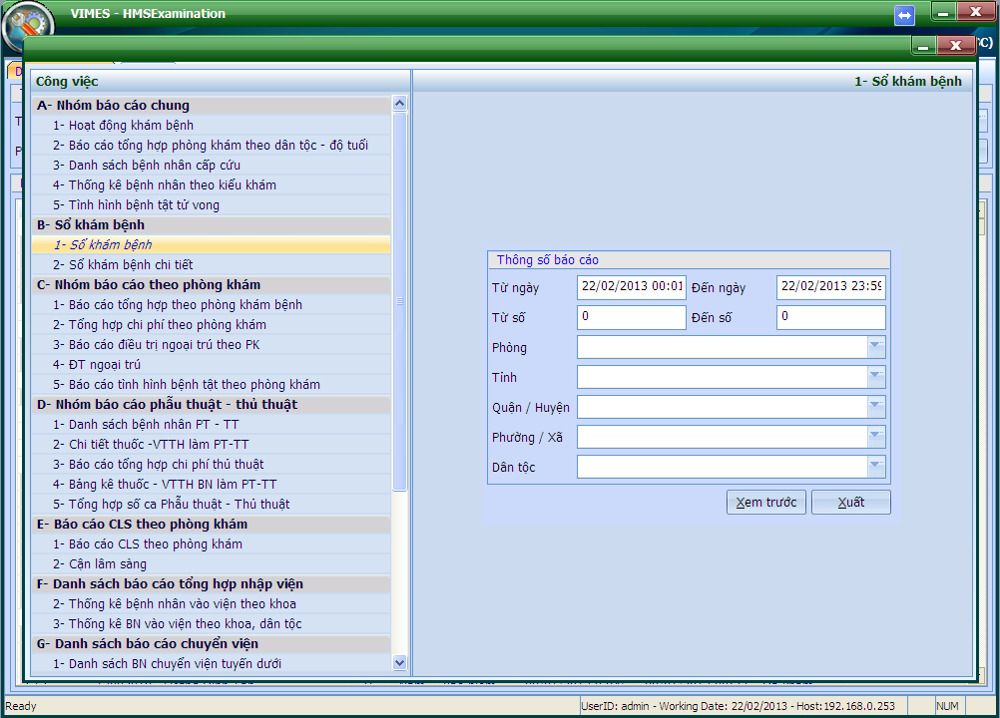 VIMES - HMSExamination
Công việc
1- Sổ khám bệnh
A- Nhóm báo cáo chung
1- Hoạt động khám bệnh
2- Báo cáo tổng hợp phòng khám theo dân tộc - độ tuổi
3- Danh sách bệnh nhân cấp cứu
4- Thống kê bệnh nhân theo kiểu khám
5- Tình hình bệnh tật tử vong
B- Sổ khám bệnh
1- Sổ khám bệnh
2- Sổ khám bệnh chi tiết
C- Nhóm báo cáo theo phòng khám
1- Báo cáo tổng hợp theo phòng khám bệnh
2- Tổng hợp chi phí theo phòng khám
3- Báo cáo điều trị ngoại trú theo PK
4- ĐT ngoại trú
5- Báo cáo tình hình bệnh tật theo phòng khám
D- Nhóm báo cáo phẫu thuật - thủ thuật
1- Danh sách bệnh nhân PT - TT
2- Chi tiết thuốc -VTTH làm PT-TT
3- Báo cáo tổng hợp chi phí thủ thuật
4- Bảng kê thuốc - VTTH BN làm PT-TT
5- Tổng hợp số ca Phẫu thuật - Thủ thuật
E- Báo cáo CLS theo phòng khám
1- Báo cáo CLS theo phòng khám
2- Cận lâm sàng
F- Danh sách báo cáo tổng hợp nhập viện
2- Thống kê bệnh nhân vào viện theo khoa
3- Thống kê BN vào viện theo khoa, dân tộc
G- Danh sách báo cáo chuyển viện
1- Danh sách BN chuyển viện tuyến dưới
Thông số báo cáo
Từ ngày 22/02/2013 00:01 Đến ngày 22/02/2013 23:59
Từ số 0 Đến số 0
Phòng
Tỉnh
Quận / Huyện
Phường / Xã
Dân tộc
Xem trước Xuất
Ready UserID: admin - Working Date: 22/02/2013 - Host:192.168.0.253 NUM